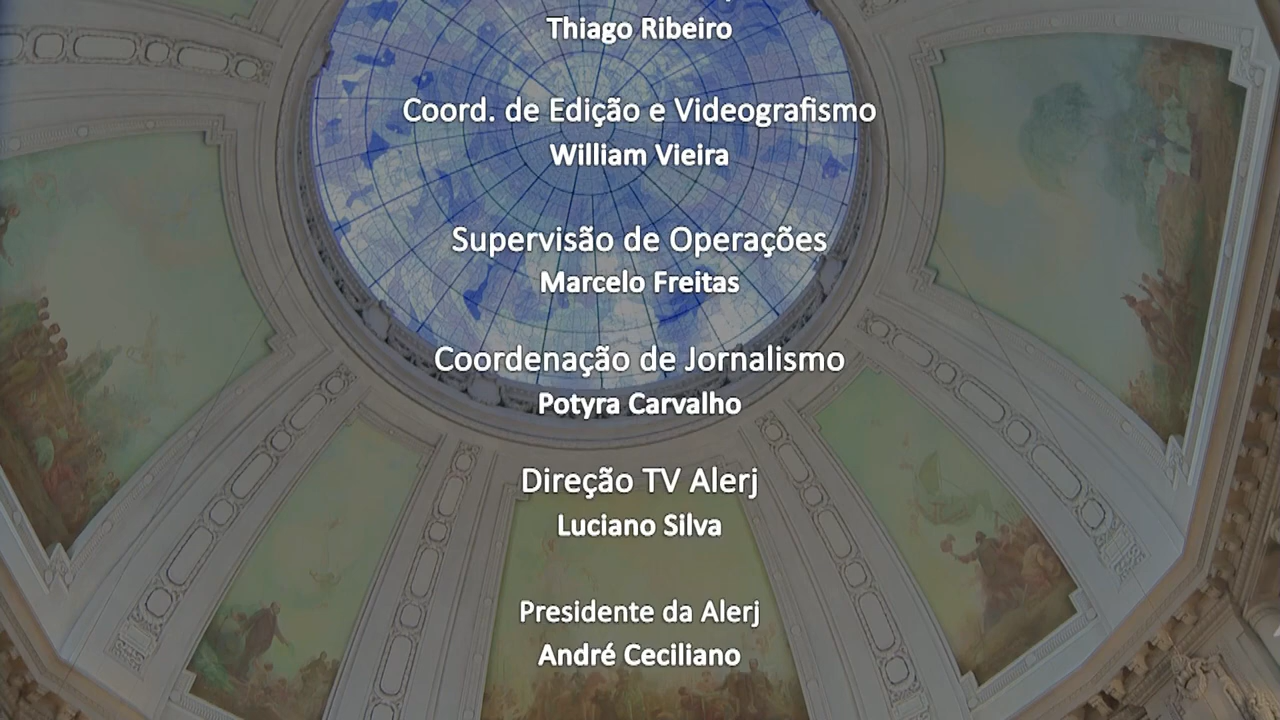 Thiago Ribeiro
Coord. de Edição e Videografismo
William Vieira
Supervisão de Operações
Marcelo Freitas
Coordenação de Jornalismo
Potyra Carvalho
Direção TV Alerj
Luciano Silva
Presidente da Alerj
André Ceciliano